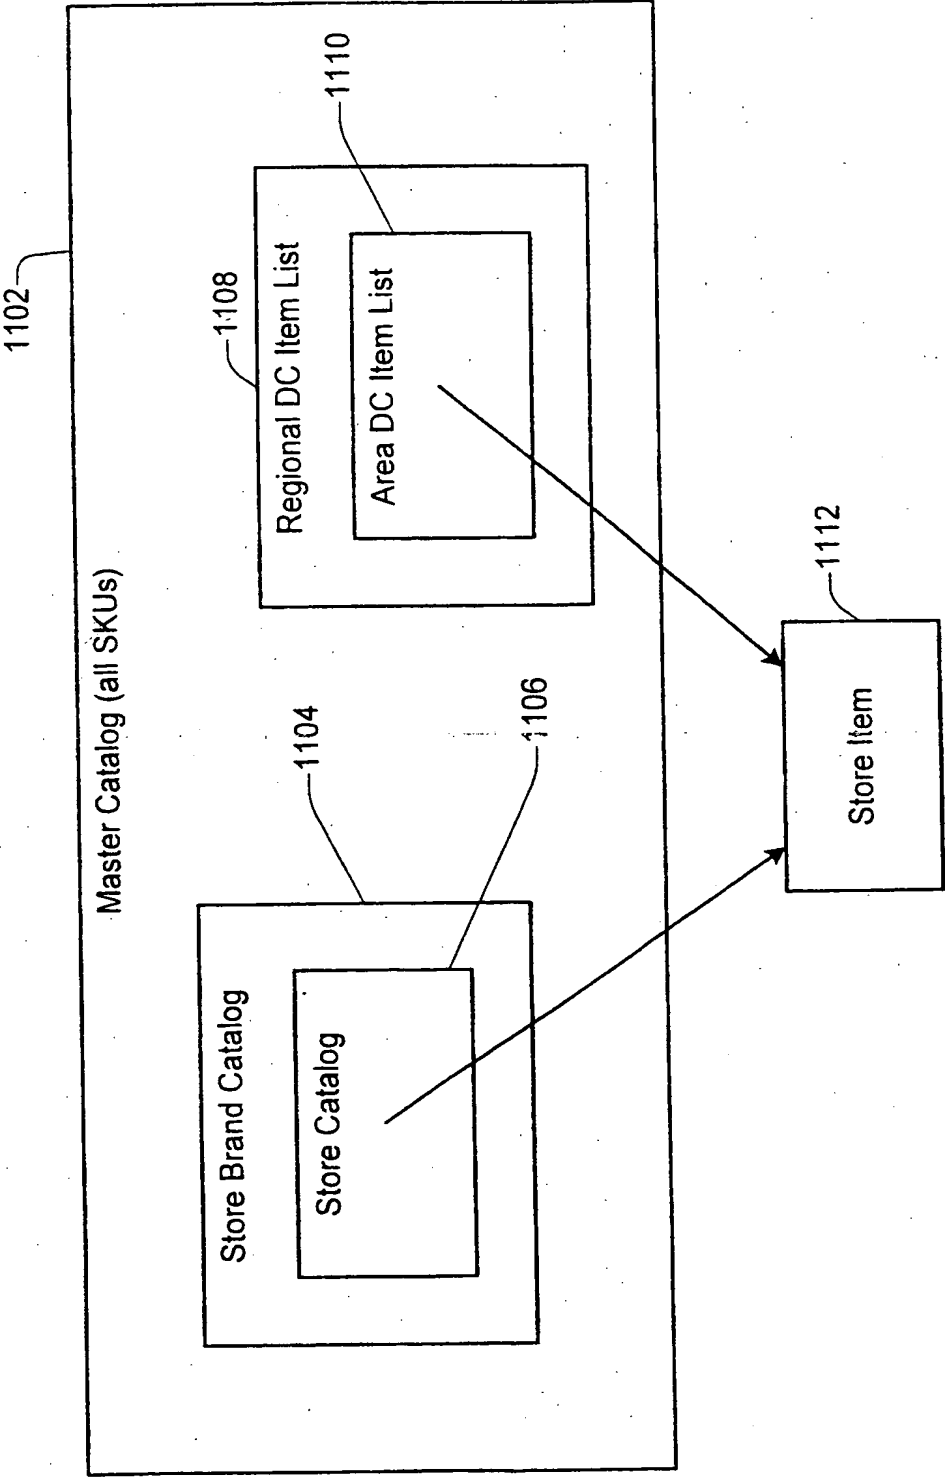 1102
Master Catalog (all SKUs)
1104
Store Brand Catalog
Store Catalog
1106
1108
Regional DC Item List
1110
Area DC Item List
Store Item
1112